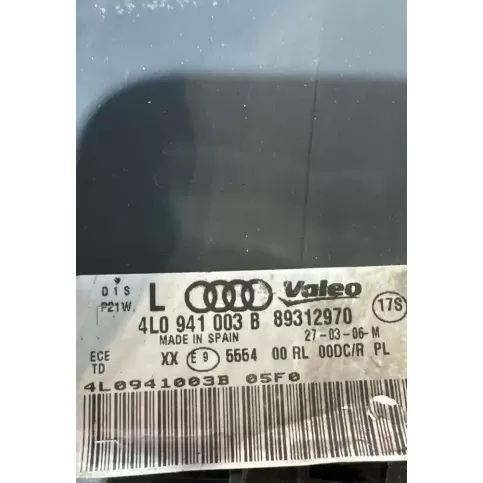 D1S
P21W
L
Valeo
4L0 941 003 B 89312970
17S
MADE IN SPAIN
27-03-06-M
ECE
TD
XX E9 5554 00 RL 00DC/R PL
4L0941003B 05F0